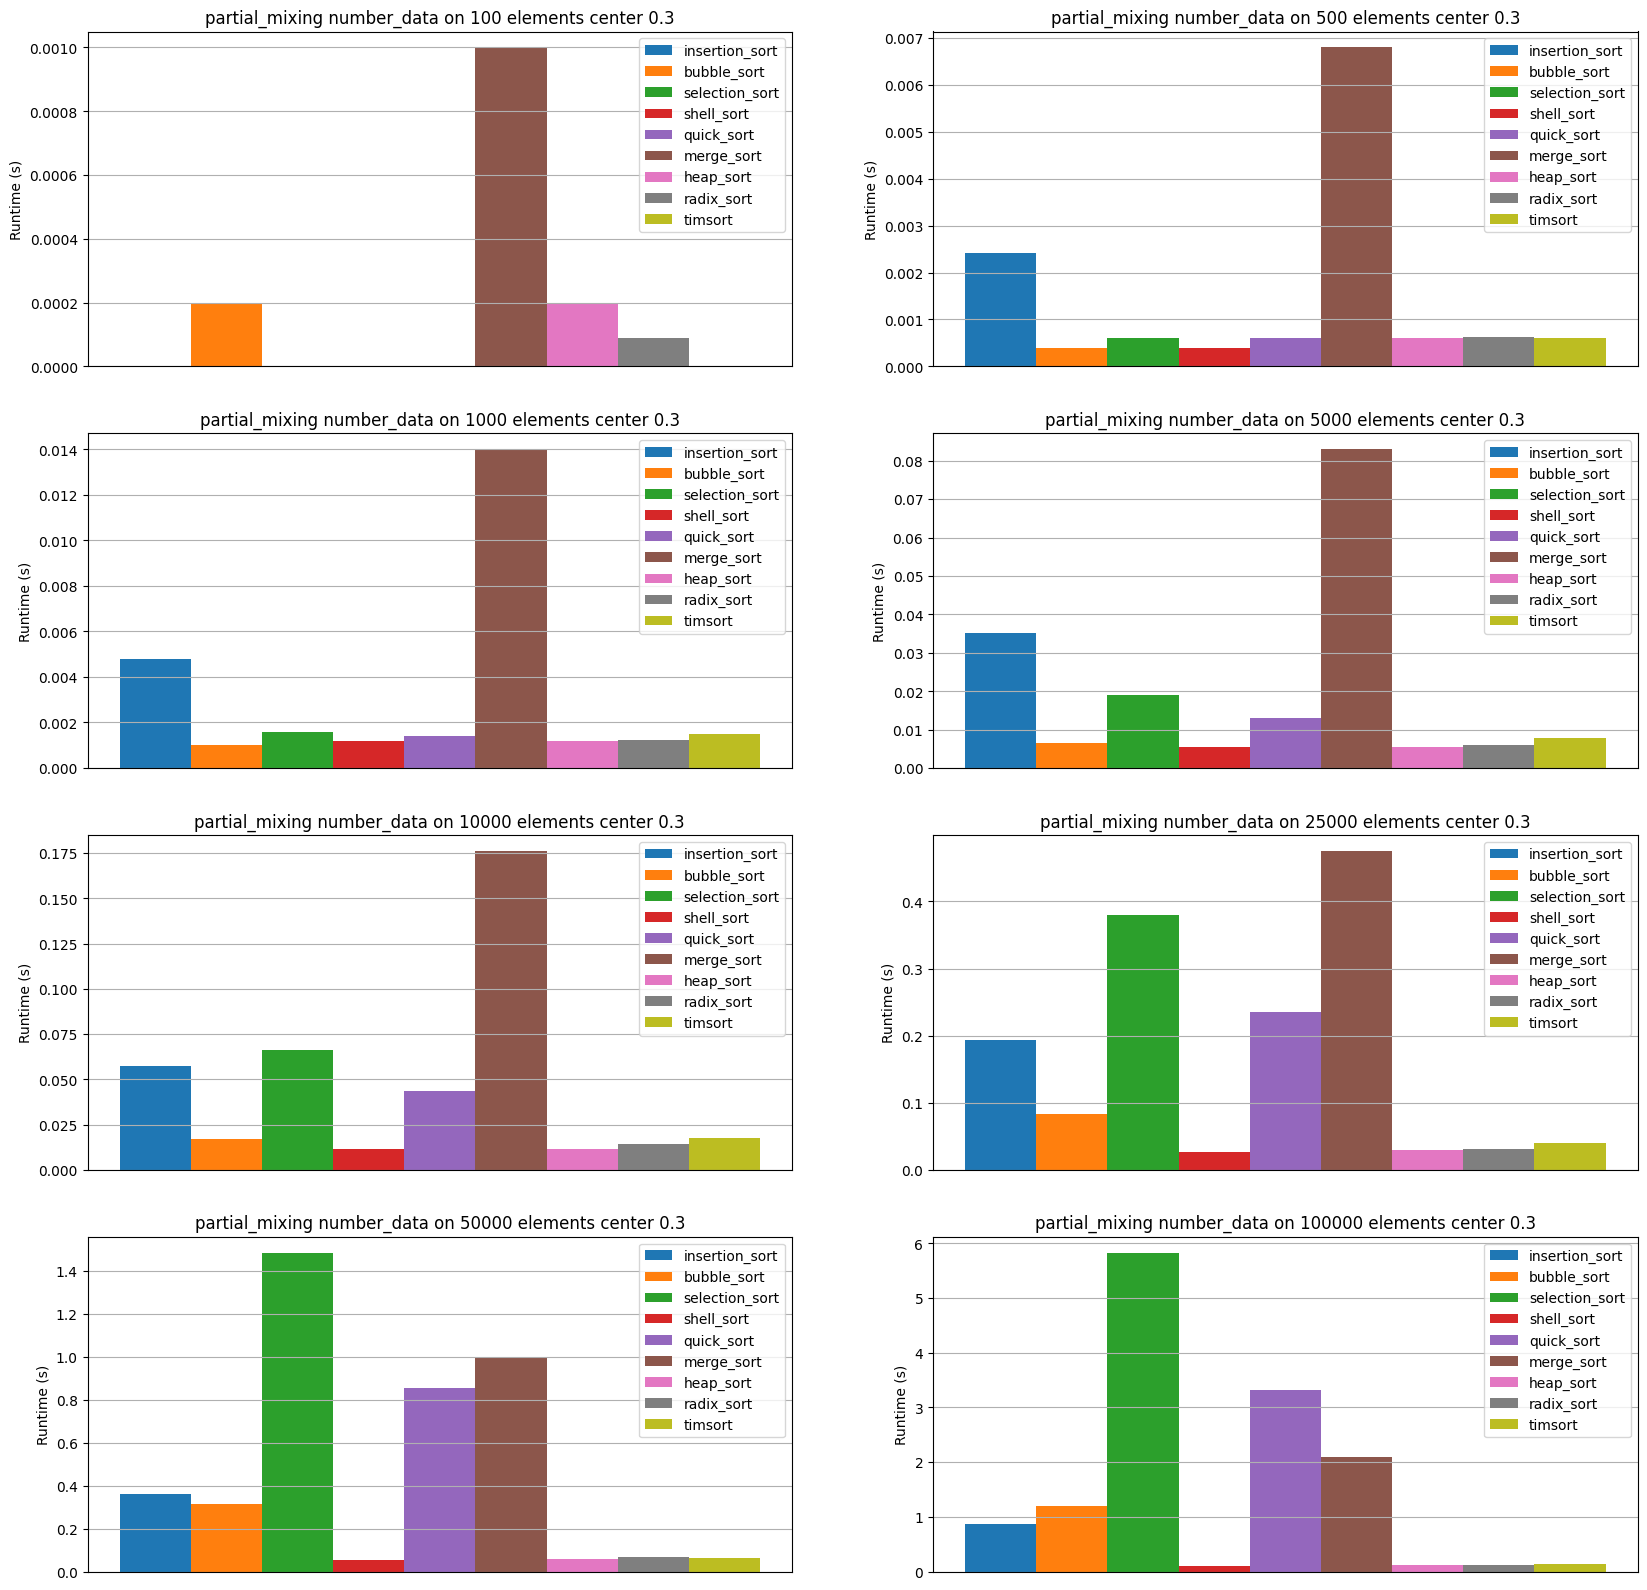 partial_mixing number_data on 100 elements center 0.3
Runtime (s)
0.0010
0.0008
0.0006
0.0004
0.0002
0.0000
insertion_sort
bubble_sort
selection_sort
shell_sort
quick_sort
merge_sort
heap_sort
radix_sort
timsort
partial_mixing number_data on 500 elements center 0.3
Runtime (s)
0.007
0.006
0.005
0.004
0.003
0.002
0.001
0.000
insertion_sort
bubble_sort
selection_sort
shell_sort
quick_sort
merge_sort
heap_sort
radix_sort
timsort
partial_mixing number_data on 1000 elements center 0.3
Runtime (s)
0.014
0.012
0.010
0.008
0.006
0.004
0.002
0.000
insertion_sort
bubble_sort
selection_sort
shell_sort
quick_sort
merge_sort
heap_sort
radix_sort
timsort
partial_mixing number_data on 5000 elements center 0.3
Runtime (s)
0.08
0.07
0.06
0.05
0.04
0.03
0.02
0.01
0.00
insertion_sort
bubble_sort
selection_sort
shell_sort
quick_sort
merge_sort
heap_sort
radix_sort
timsort
partial_mixing number_data on 10000 elements center 0.3
Runtime (s)
0.175
0.150
0.125
0.100
0.075
0.050
0.025
0.000
insertion_sort
bubble_sort
selection_sort
shell_sort
quick_sort
merge_sort
heap_sort
radix_sort
timsort
partial_mixing number_data on 25000 elements center 0.3
Runtime (s)
0.4
0.3
0.2
0.1
0.0
insertion_sort
bubble_sort
selection_sort
shell_sort
quick_sort
merge_sort
heap_sort
radix_sort
timsort
partial_mixing number_data on 50000 elements center 0.3
Runtime (s)
1.4
1.2
1.0
0.8
0.6
0.4
0.2
0.0
insertion_sort
bubble_sort
selection_sort
shell_sort
quick_sort
merge_sort
heap_sort
radix_sort
timsort
partial_mixing number_data on 100000 elements center 0.3
Runtime (s)
6
5
4
3
2
1
0
insertion_sort
bubble_sort
selection_sort
shell_sort
quick_sort
merge_sort
heap_sort
radix_sort
timsort